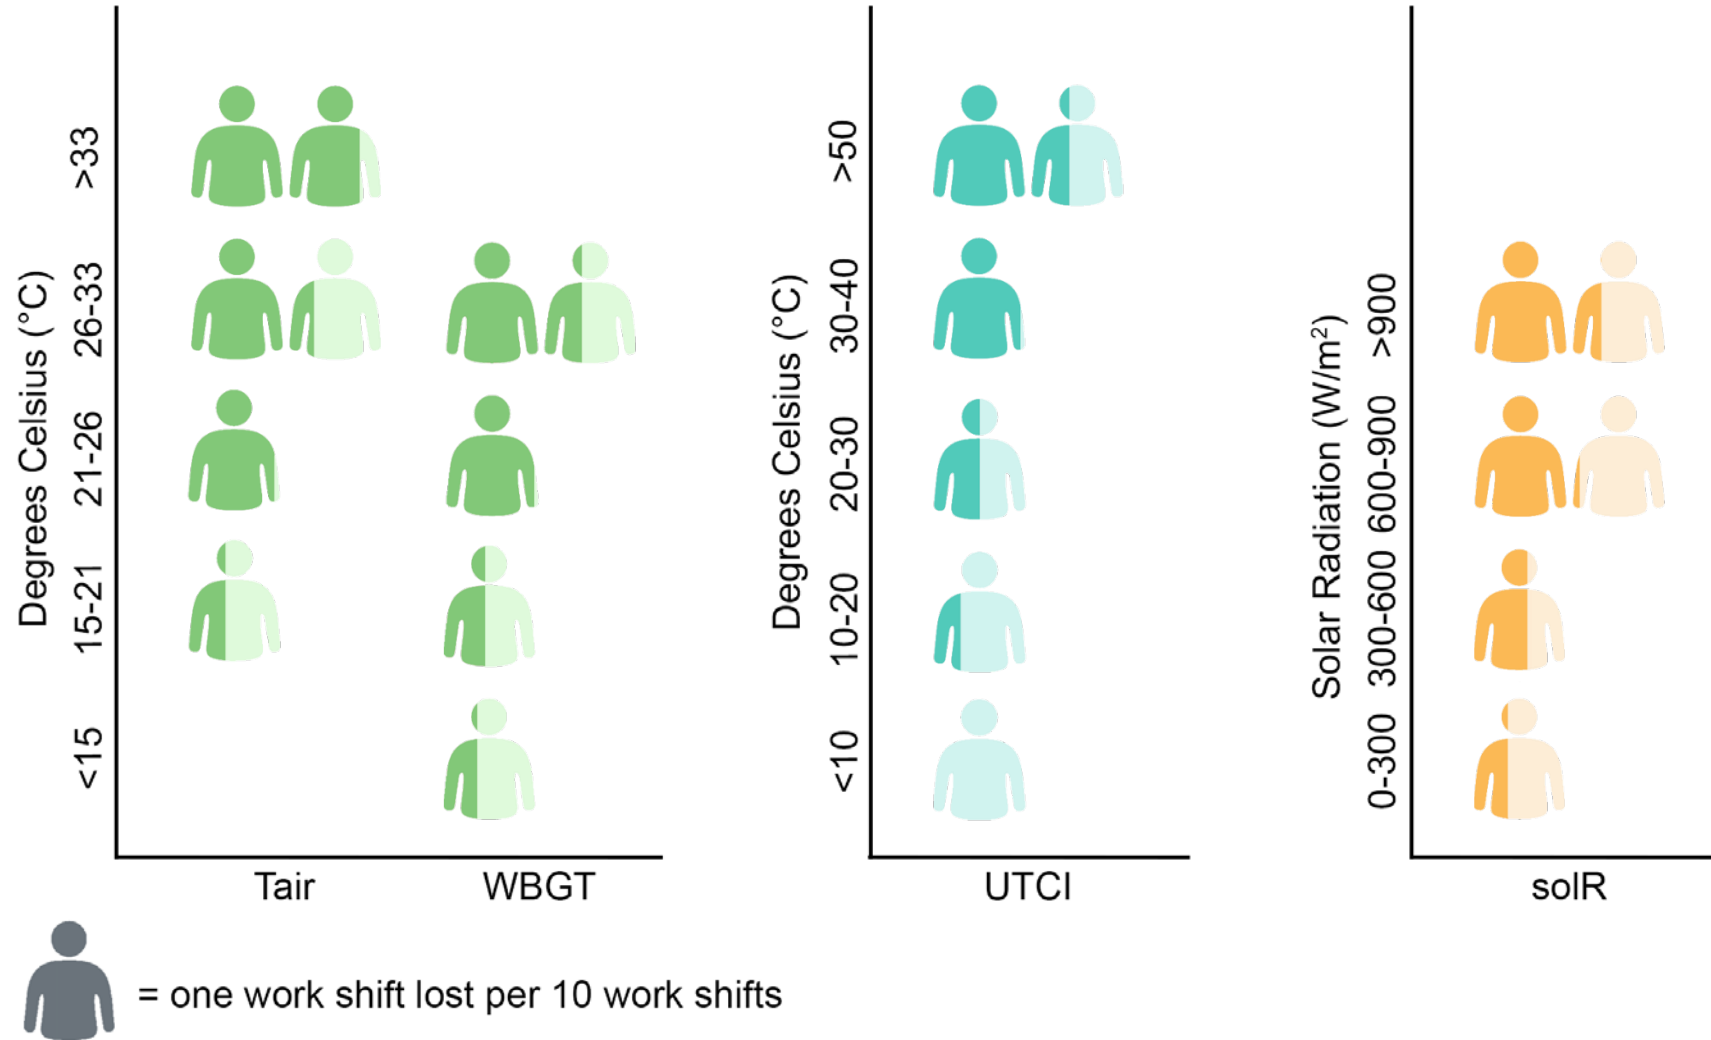 Degrees Celsius (°C)
>33
26-33
21-26
15-21
<15
Tair
WBGT
Degrees Celsius (°C)
>50
30-40
20-30
10-20
<10
UTCI
Solar Radiation (W/m²)
>900
600-900
300-600
0-300
solR
= one work shift lost per 10 work shifts